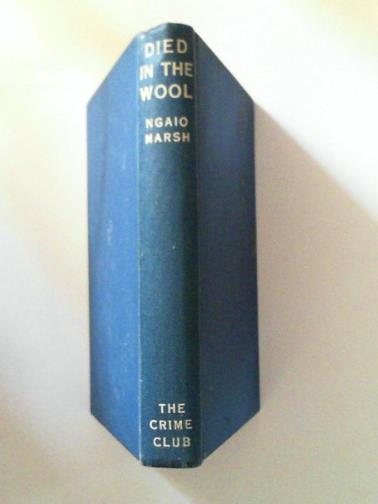 DIED
IN THE
WOOL
NGAIO
MARSH
THE
CRIME
CLUB